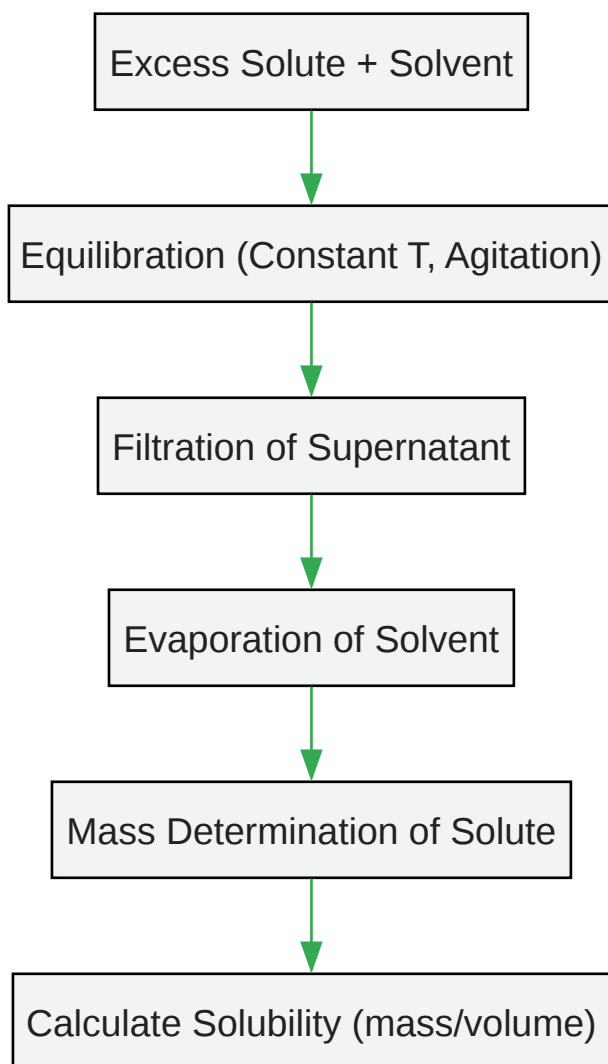 Excess Solute + Solvent
Equilibration (Constant T, Agitation)
Filtration of Supernatant
Evaporation of Solvent
Mass Determination of Solute
Calculate Solubility (mass/volume)